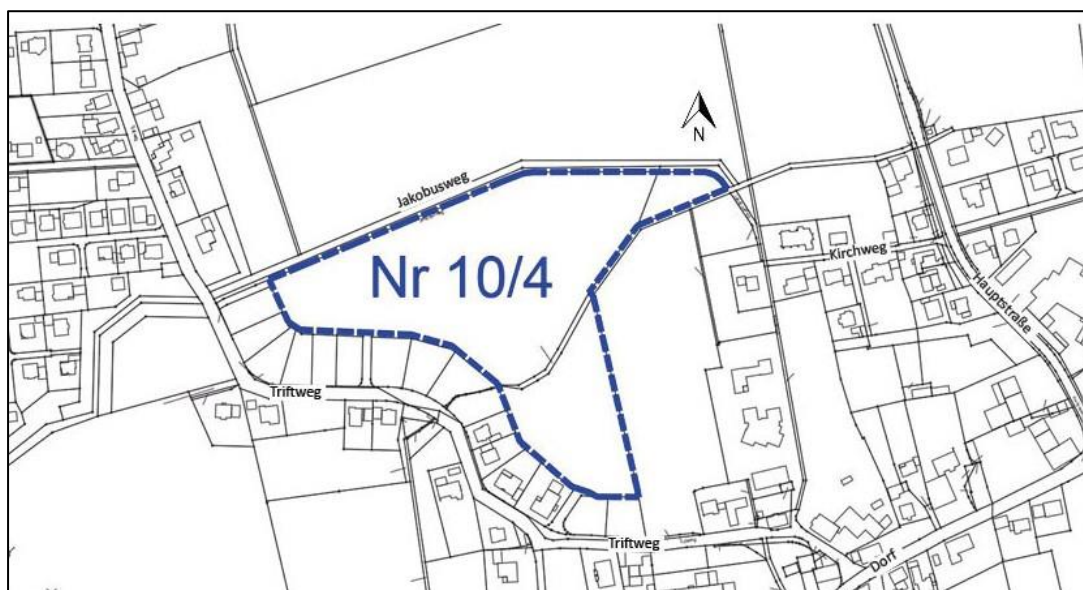 N
Jakobusweg
Nr 10/4
Kirchweg
Hauptstraße
Triftweg
Triftweg
Dorf